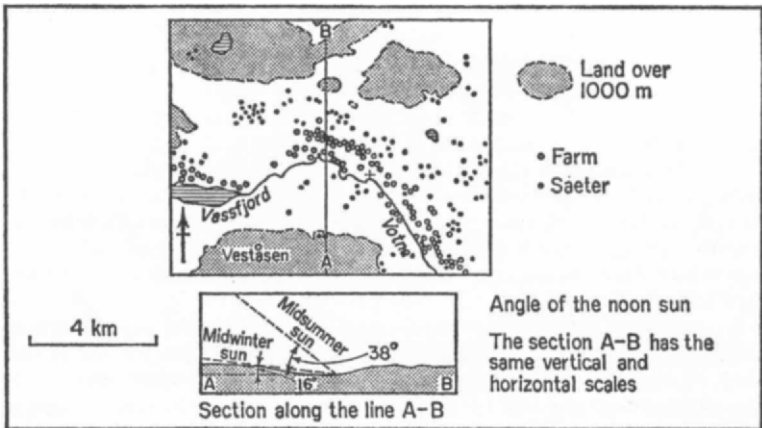 B
Land over
1000 m
Farm
Saeter
Vassfjord
Votna
Veståsen
A
4 km
Midsummer
sun
Midwinter
sun
38°
16°
A
B
Section along the line A-B
Angle of the noon sun
The section A-B has the
same vertical and
horizontal scales